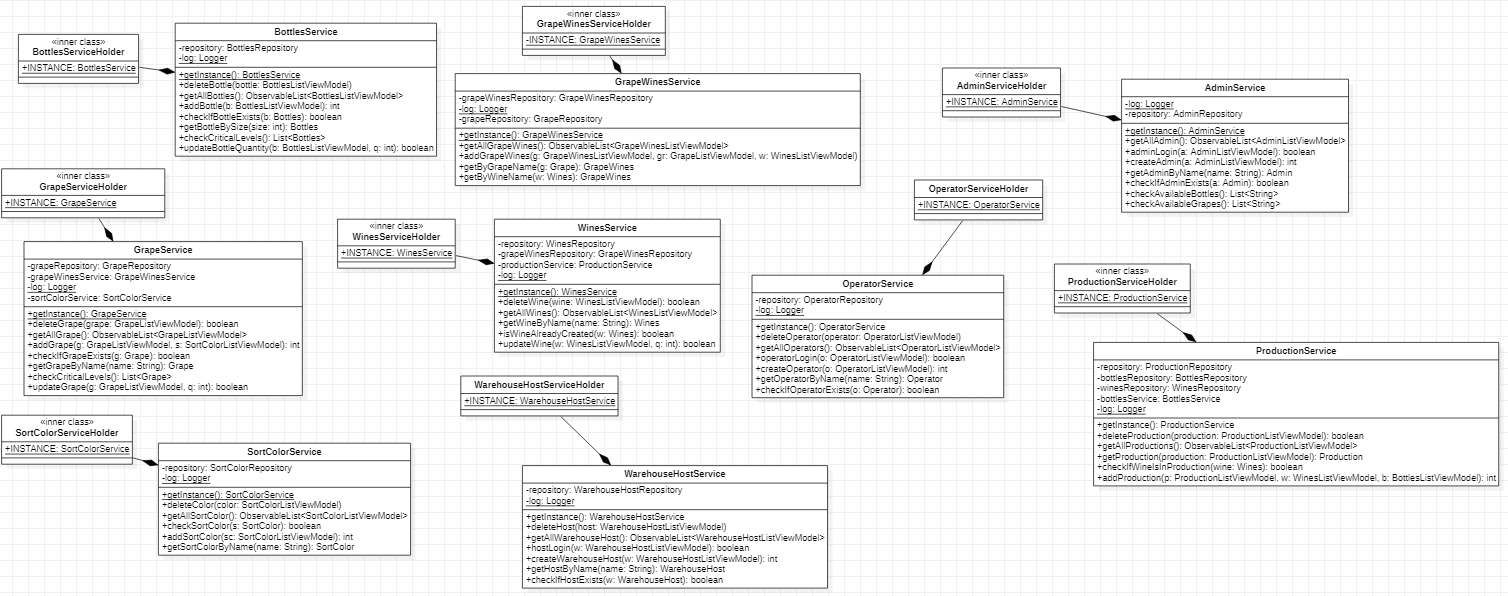 «inner class»
BottlesServiceHolder
+INSTANCE: BottlesService
BottlesService
-repository: BottlesRepository
-log: Logger
+getInstance(): BottlesService
+deleteBottle(bottle: BottlesListViewModel)
+getAllBottles(): ObservableList<BottlesListViewModel>
+addBottle(b: BottlesListViewModel): int
+checkIfBottleExists(b: Bottles): boolean
+getBottleBySize(size: int): Bottles
+checkCriticalLevels(): List<Bottles>
+updateBottleQuantity(b: BottlesListViewModel, q: int): boolean
«inner class»
GrapeWinesServiceHolder
-INSTANCE: GrapeWinesService
GrapeWinesService
-grapeWinesRepository: GrapeWinesRepository
-log: Logger
-grapeRepository: GrapeRepository
+getInstance(): GrapeWinesService
+getAllGrapeWines(): ObservableList<GrapeWinesListViewModel>
+addGrapeWines(g: GrapeWinesListViewModel, gr: GrapeListViewModel, w: WinesListViewModel)
+getByGrapeName(g: Grape): GrapeWines
+getByWineName(w: Wines): GrapeWines
«inner class»
AdminServiceHolder
+INSTANCE: AdminService
AdminService
-log: Logger
-repository: AdminRepository
+getInstance(): AdminService
+getAllAdmin(): ObservableList<AdminListViewModel>
+adminLogin(a: AdminListViewModel): boolean
+createAdmin(a: AdminListViewModel): int
+getAdminByName(name: String): Admin
+checkIfAdminExists(a: Admin): boolean
+checkAvailableBottles(): List<String>
+checkAvailableGrapes(): List<String>
«inner class»
GrapeServiceHolder
+INSTANCE: GrapeService
GrapeService
-grapeRepository: GrapeRepository
-grapeWinesService: GrapeWinesService
-log: Logger
-sortColorService: SortColorService
+getInstance(): GrapeService
+deleteGrape(grape: GrapeListViewModel): boolean
+getAllGrape(): ObservableList<GrapeListViewModel>
+addGrape(g: GrapeListViewModel, s: SortColorListViewModel): int
+checkIfGrapeExists(g: Grape): boolean
+getGrapeByName(name: String): Grape
+checkCriticalLevels(): List<Grape>
+updateGrape(g: GrapeListViewModel, q: int): boolean
«inner class»
WinesServiceHolder
+INSTANCE: WinesService
WinesService
-repository: WinesRepository
-grapeWinesRepository: GrapeWinesRepository
-productionService: ProductionService
-log: Logger
+getInstance(): WinesService
+deleteWine(wine: WinesListViewModel): boolean
+getAllWines(): ObservableList<WinesListViewModel>
+getWineByName(name: String): Wines
+isWineAlreadyCreated(w: Wines): boolean
+updateWine(w: WinesListViewModel, q: int): boolean
OperatorServiceHolder
+INSTANCE: OperatorService
OperatorService
-repository: OperatorRepository
-log: Logger
+getInstance(): OperatorService
+deleteOperator(operator: OperatorListViewModel)
+getAllOperators(): ObservableList<OperatorListViewModel>
+operatorLogin(o: OperatorListViewModel): boolean
+createOperator(o: OperatorListViewModel): int
+getOperatorByName(name: String): Operator
+checkIfOperatorExists(o: Operator): boolean
«inner class»
ProductionServiceHolder
+INSTANCE: ProductionService
ProductionService
-repository: ProductionRepository
-bottlesRepository: BottlesRepository
-winesRepository: WinesRepository
-bottlesService: BottlesService
-log: Logger
+getInstance(): ProductionService
+deleteProduction(production: ProductionListViewModel): boolean
+getAllProductions(): ObservableList<ProductionListViewModel>
+getProduction(production: ProductionListViewModel): Production
+checkIfWineIsInProduction(wine: Wines): boolean
+addProduction(p: ProductionListViewModel, w: WinesListViewModel, b: BottlesListViewModel): int
WarehouseHostServiceHolder
+INSTANCE: WarehouseHostService
WarehouseHostService
-repository: WarehouseHostRepository
-log: Logger
+getInstance(): WarehouseHostService
+deleteHost(host: WarehouseHostListViewModel)
+getAllWarehouseHost(): ObservableList<WarehouseHostListViewModel>
+hostLogin(w: WarehouseHostListViewModel): boolean
+createWarehouseHost(w: WarehouseHostListViewModel): int
+getHostByName(name: String): WarehouseHost
+checkIfHostExists(w: WarehouseHost): boolean
«inner class»
SortColorServiceHolder
+INSTANCE: SortColorService
SortColorService
-repository: SortColorRepository
-log: Logger
+getInstance(): SortColorService
+deleteColor(color: SortColorListViewModel)
+getAllSortColor(): ObservableList<SortColorListViewModel>
+checkSortColor(s: SortColor): boolean
+addSortColor(sc: SortColorListViewModel): int
+getSortColorByName(name: String): SortColor